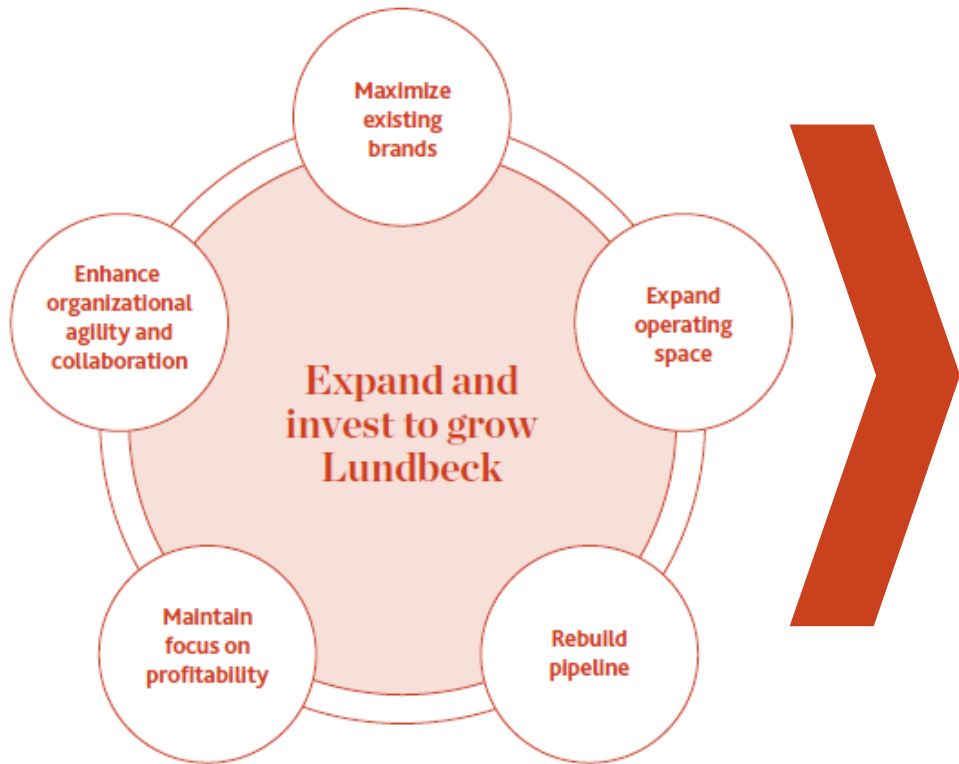 Maximize
existing
brands
Expand
operating
space
Rebuild
pipeline
Maintain
focus on
profitability
Enhance
organizational
agility and
collaboration
Expand and
invest to grow
Lundbeck